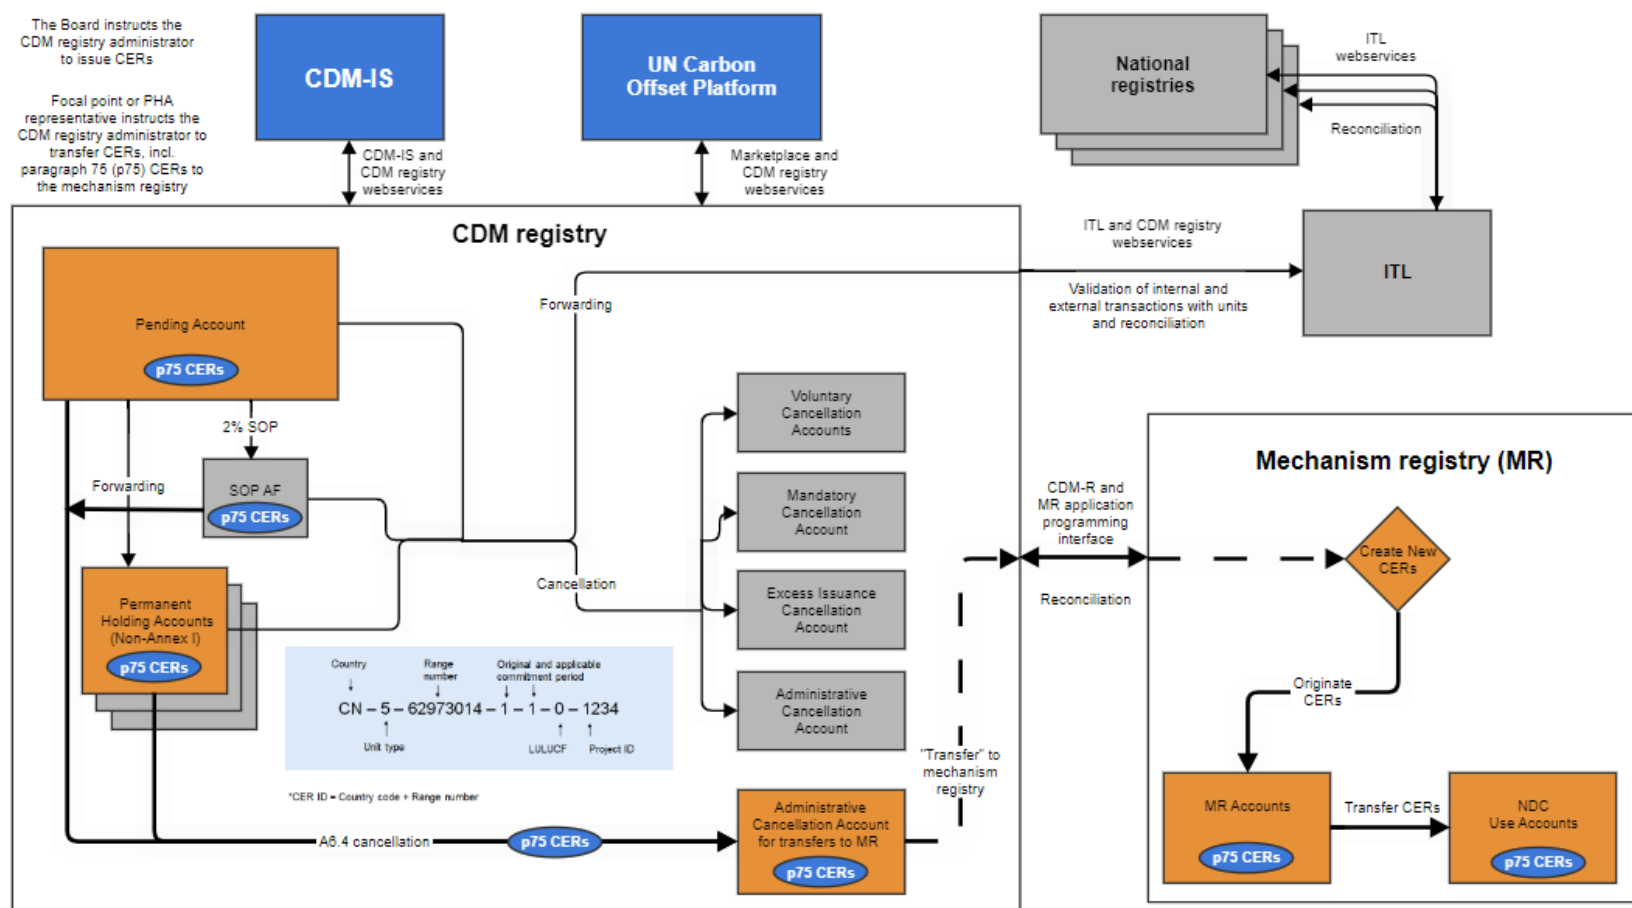 The Board instructs the
CDM registry administrator
to issue CERs
Focal point or PHA
representative instructs the
CDM registry administrator to
transfer CERs, incl.
paragraph 75 (p75) CERs to
the mechanism registry
CDM-IS
UN Carbon
Offset Platform
National
registries
ITL
webservices
Reconciliation
CDM-IS and
CDM registry
webservices
Marketplace and
CDM registry
webservices
CDM registry
ITL and CDM registry
webservices
Validation of internal and
external transactions with units
and reconciliation
ITL
Pending Account
p75 CERs
Forwarding
2% SOP
Forwarding
SOP AF
p75 CERs
Permanent
Holding Accounts
(Non-Annex I)
p75 CERs
Cancellation
Voluntary
Cancellation
Accounts
Mandatory
Cancellation
Account
Excess Issuance
Cancellation
Account
Administrative
Cancellation
Account
Country
Range
number
Original and applicable
commitment period
CN – 5 – 62973014 – 1 – 1 – 0 – 1234
Unit type
LULUCF
Project ID
*CER ID = Country code + Range number
A6.4 cancellation
p75 CERs
Administrative
Cancellation Account
for transfers to MR
p75 CERs
"Transfer" to
mechanism
registry
CDM-R and
MR application
programming
interface
Reconciliation
Mechanism registry (MR)
Create New
CERs
Originate
CERs
MR Accounts
p75 CERs
Transfer CERs
NDC
Use Accounts
p75 CERs